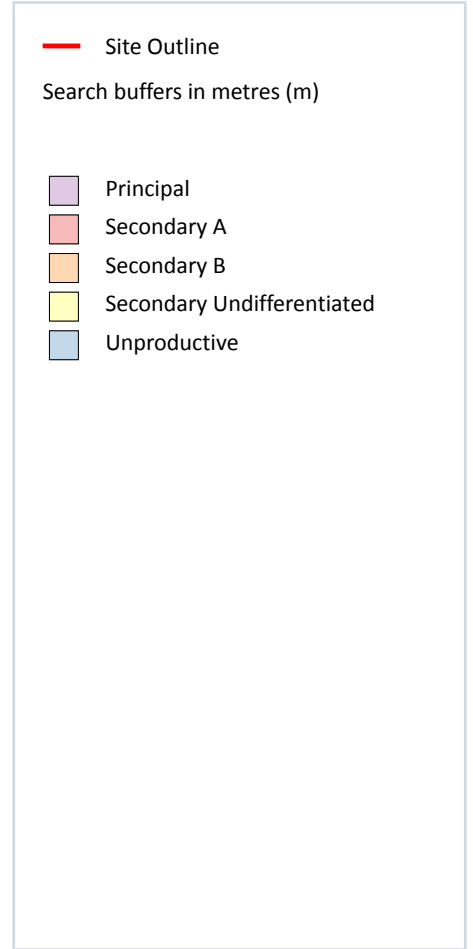 Site Outline
Search buffers in metres (m)
Principal
Secondary A
Secondary B
Secondary Undifferentiated
Unproductive